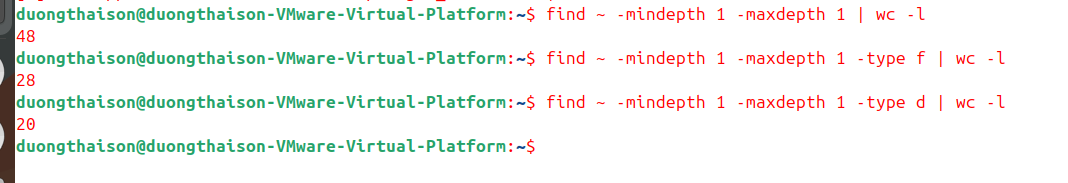 duongthaison@duongthaison-VMware-Virtual-Platform:~$ find ~ -mindepth 1 -maxdepth 1 | wc -l
48
duongthaison@duongthaison-VMware-Virtual-Platform:~$ find ~ -mindepth 1 -maxdepth 1 -type f | wc -l
28
duongthaison@duongthaison-VMware-Virtual-Platform:~$ find ~ -mindepth 1 -maxdepth 1 -type d | wc -l
20
duongthaison@duongthaison-VMware-Virtual-Platform:~$